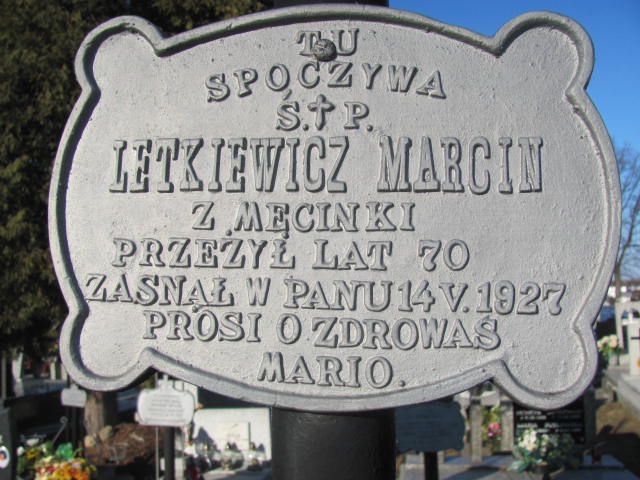 TU
SPOCZYWA
Ś.†P.
LETKIEWICZ MARCIN
Z MĘCINKI
PRZEŻYŁ LAT 70
ZASNĄŁ W PANU 14 V. 1927
PROSI O ZDROWAŚ
MARIO.